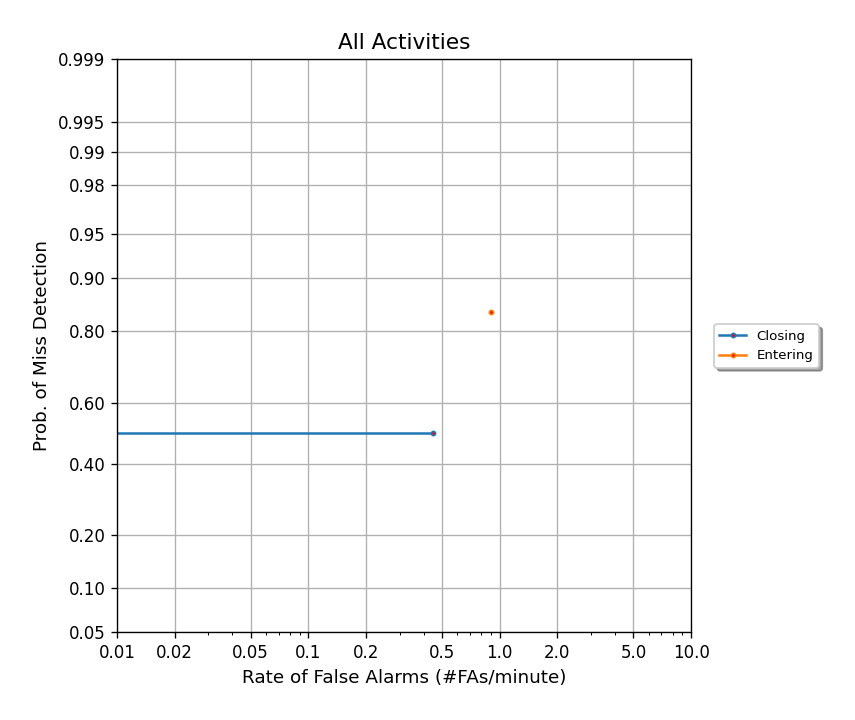 All Activities
0.999
0.995
0.99
0.98
0.95
0.90
0.80
0.60
0.40
0.20
0.10
0.05
Prob. of Miss Detection
0.01 0.02 0.05 0.1 0.2 0.5 1.0 2.0 5.0 10.0
Rate of False Alarms (#FAs/minute)
Closing
Entering